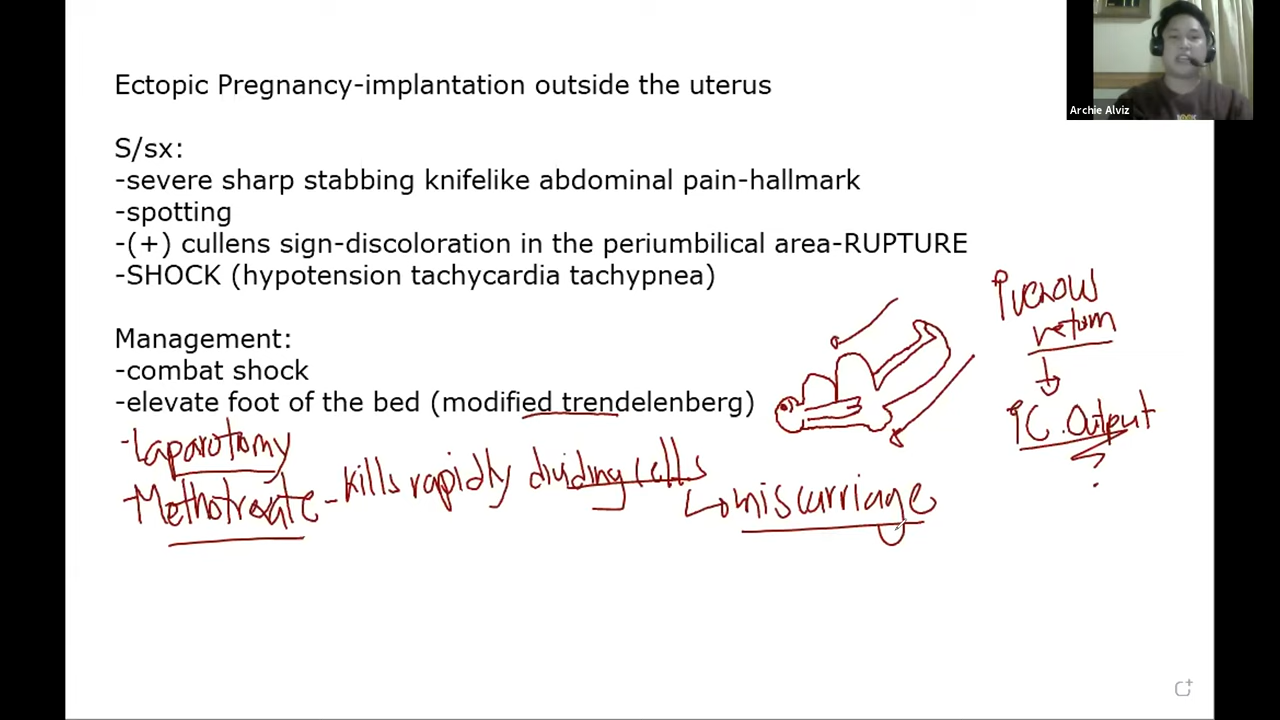 Archie Alviz
Ectopic Pregnancy-implantation outside the uterus
S/sx:
-severe sharp stabbing knifelike abdominal pain-hallmark
-spotting
-(+) cullens sign-discoloration in the periumbilical area-RUPTURE
-SHOCK (hypotension tachycardia tachypnea)
Management:
-combat shock
-elevate foot of the bed (modified trendelenberg)
-Laparotomy
-Methotrexate - kills rapidly dividing cells
↳miscarriage
↑venous
return
↓
↑C.Output